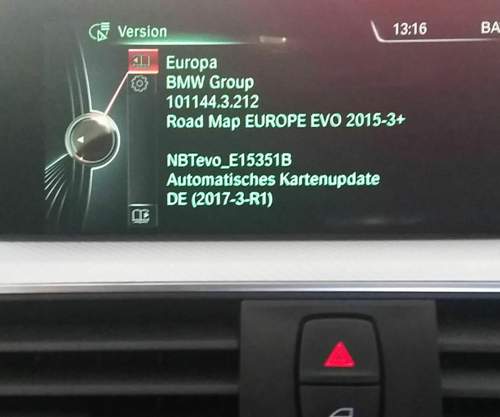 Version
13:16
BA
Europa
BMW Group
101144.3.212
Road Map EUROPE EVO 2015-3+
NBTevo_E15351B
Automatisches Kartenupdate
DE (2017-3-R1)